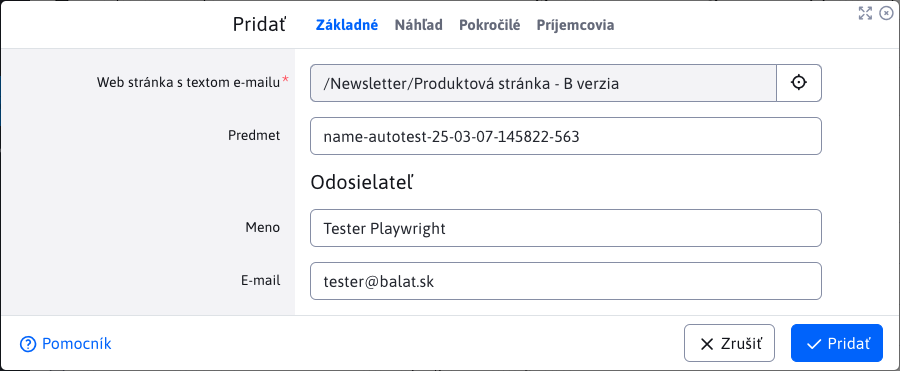 Pridať Základné Náhľad Pokročilé Príjemcovia
Web stránka s textom e-mailu* /Newsletter/Produktová stránka - B verzia
Predmet name-autotest-25-03-07-145822-563
Odosielateľ
Meno Tester Playwright
E-mail tester@balat.sk
Pomocník Zrušiť Pridať